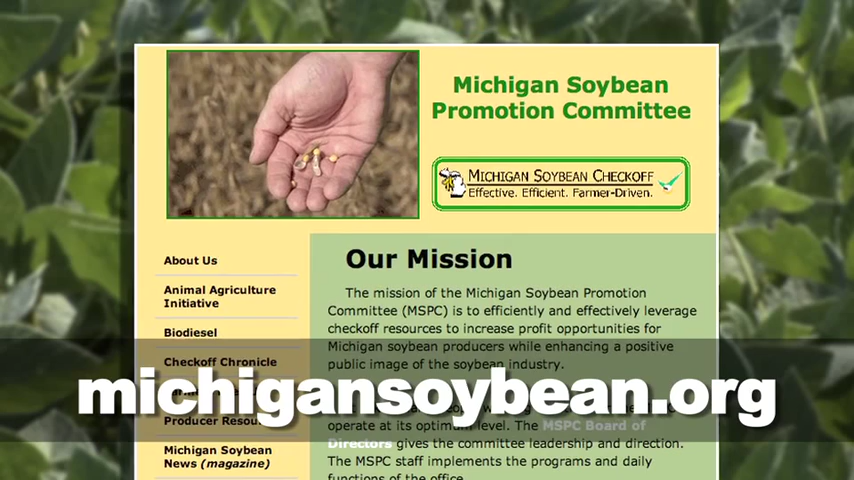 Michigan Soybean
Promotion Committee
MICHIGAN SOYBEAN CHECKOFF
Effective. Efficient. Farmer-Driven.
About Us
Animal Agriculture
Initiative
Biodiesel
Checkoff Chronicle
Producer
Michigan Soybean
News (magazine)
Our Mission
The mission of the Michigan Soybean Promotion
Committee (MSPC) is to efficiently and effectively leverage
checkoff resources to increase profit opportunities for
Michigan soybean producers while enhancing a positive
public image of the soybean industry.
operate at its optimum level. The MSPC Board of
Directors gives the committee leadership and direction.
The MSPC staff implements the programs and daily
functions of the office.
michigansoybean.org